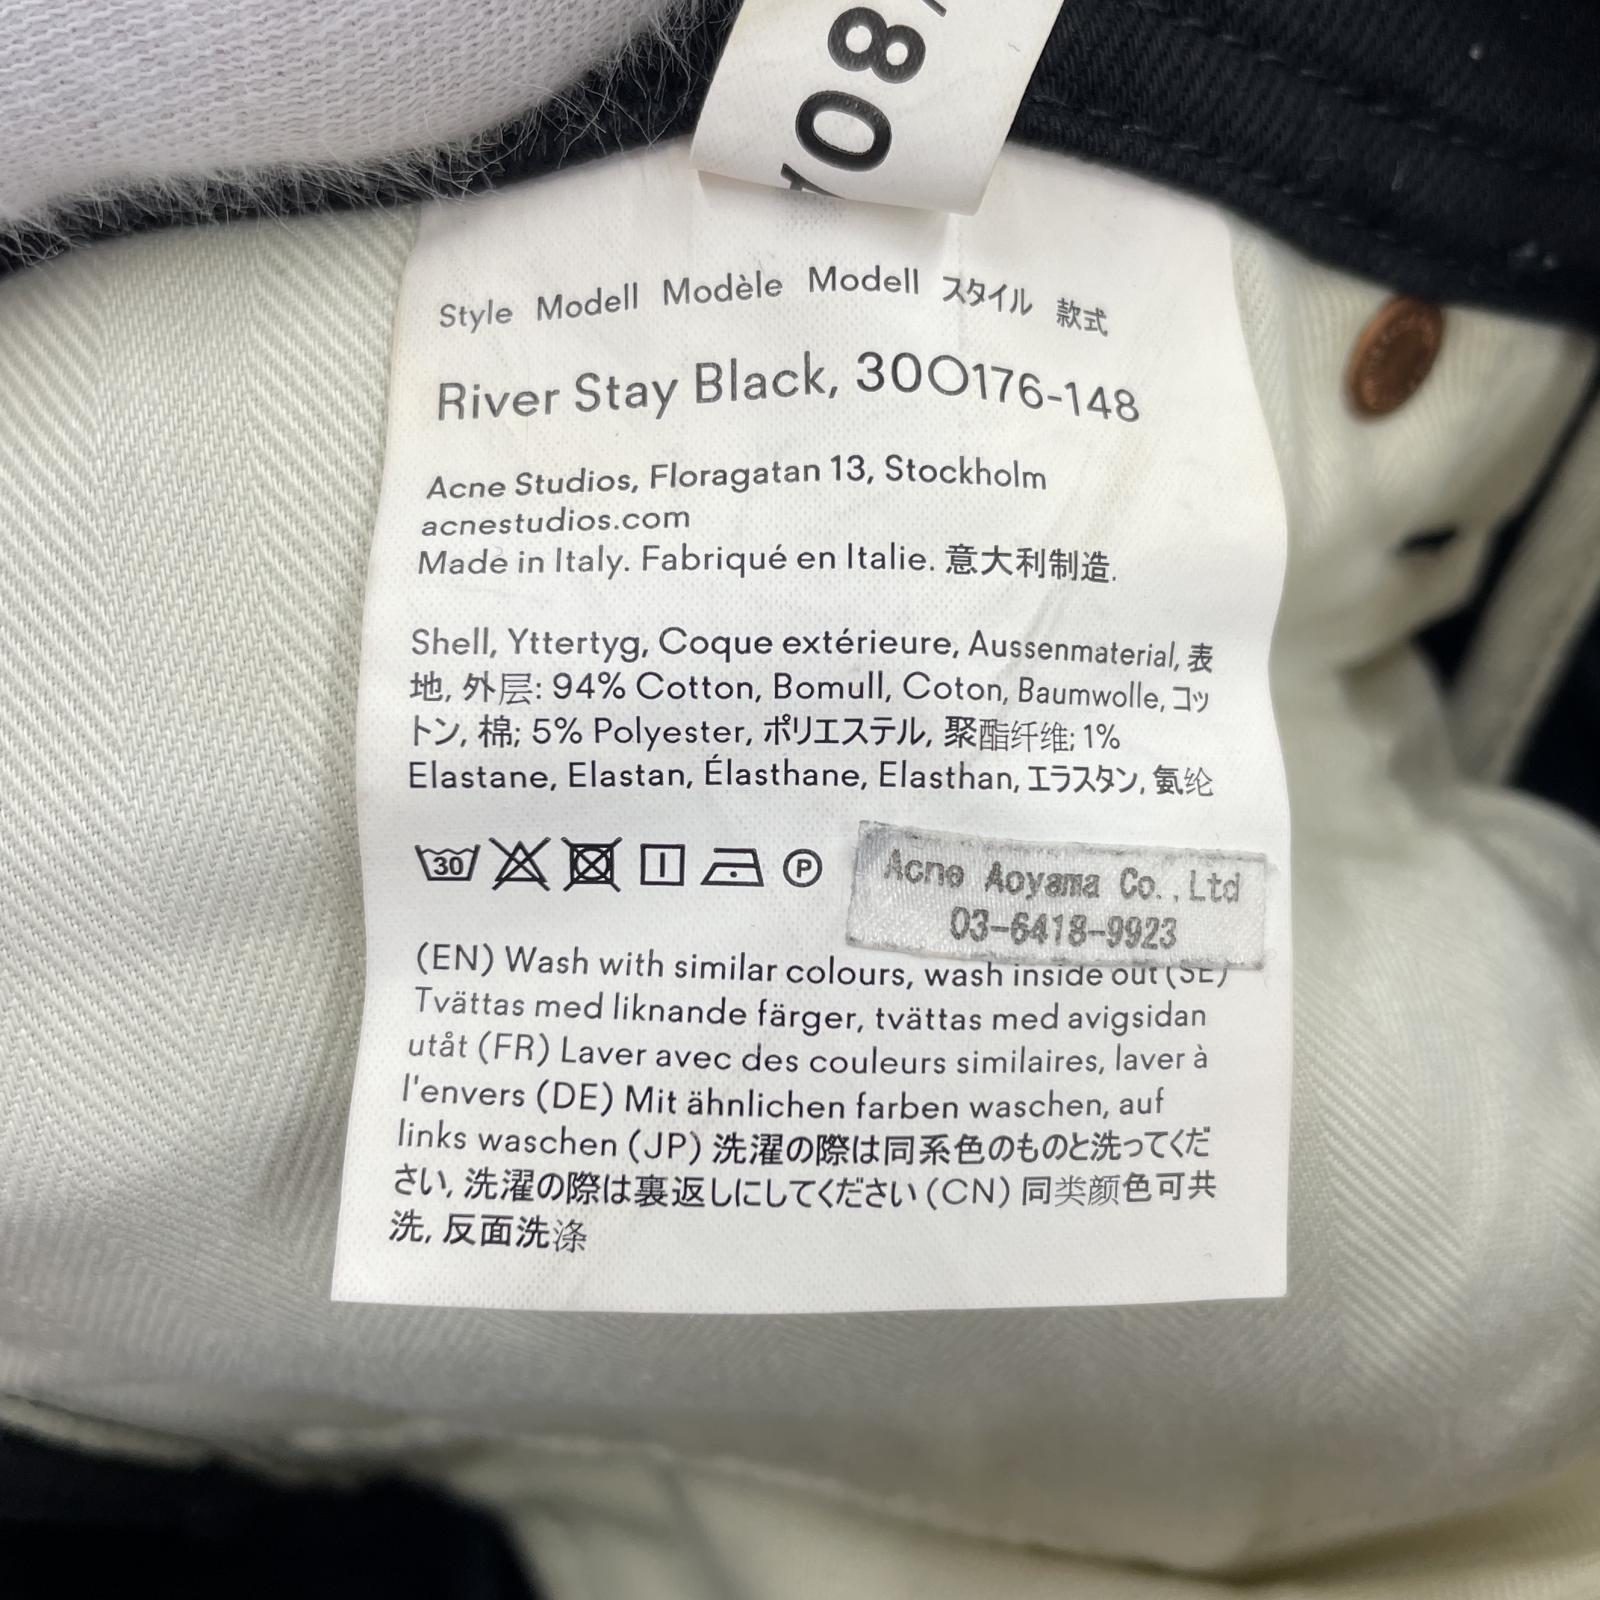 08
Style Modell Modèle Modell スタイル 款式
River Stay Black, 30O176-148
Acne Studios, Floragatan 13, Stockholm
acnestudios.com
Made in Italy. Fabriqué en Italie. 意大利制造.
Shell, Yttertyg, Coque extérieure, Aussenmaterial, 表
地, 外层: 94% Cotton, Bomull, Coton, Baumwolle, コッ
トン, 棉; 5% Polyester, ポリエステル, 聚酯纤维; 1%
Elastane, Elastan, Élasthane, Elasthan, エラスタン, 氨纶
30 P
Acne Aoyama Co.,Ltd
03-6418-9923
(EN) Wash with similar colours, wash inside out (SE)
Tvättas med liknande färger, tvättas med avigsidan
utåt (FR) Laver avec des couleurs similaires, laver à
l'envers (DE) Mit ähnlichen farben waschen, auf
links waschen (JP) 洗濯の際は同系色のものと洗ってくだ
さい, 洗濯の際は裏返しにしてください (CN) 同类颜色可共
洗, 反面洗涤